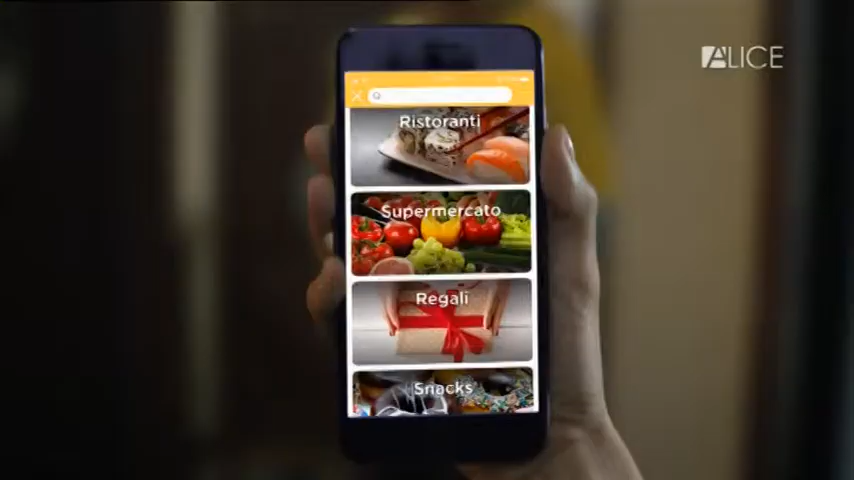 ALICE
Ristoranti
Supermercato
Regali
Snacks